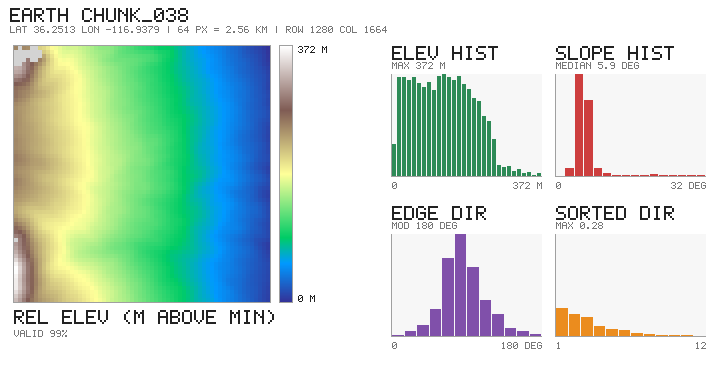 EARTH CHUNK_038
LAT 36.2513 LON -116.9379 | 64 PX = 2.56 KM | ROW 1280 COL 1664
372 M
0 M
REL ELEV (M ABOVE MIN)
VALID 99%
ELEV HIST
MAX 372 M
0 372 M
SLOPE HIST
MEDIAN 5.9 DEG
0 32 DEG
EDGE DIR
MOD 180 DEG
0 180 DEG
SORTED DIR
MAX 0.28
1 12